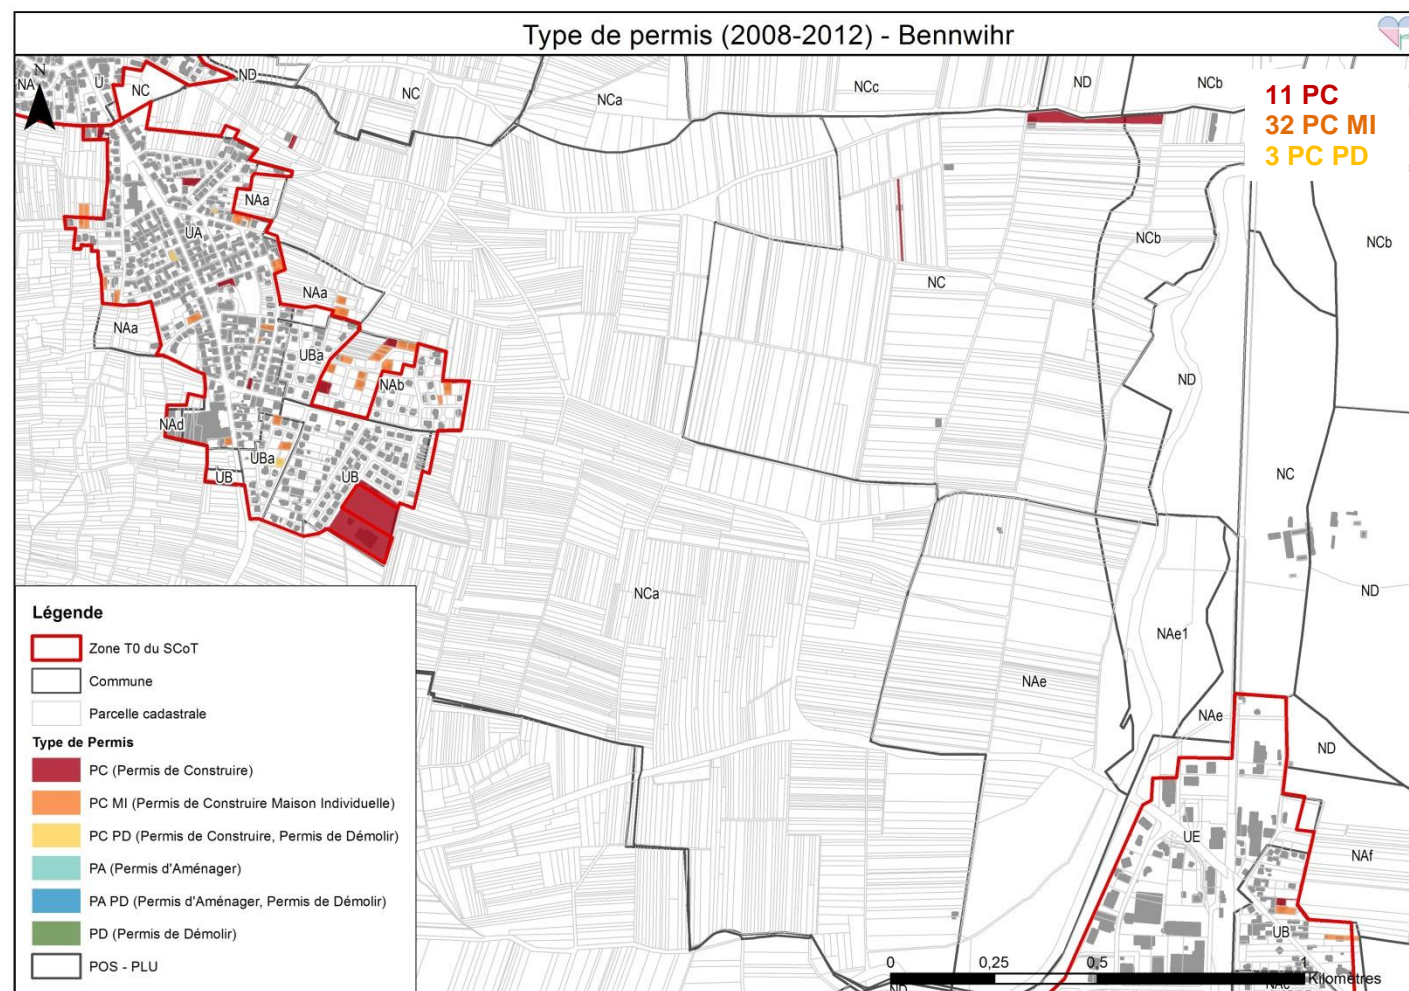 Type de permis (2008-2012) - Bennwihr
11 PC
32 PC MI
3 PC PD
N
NA
U
NC
ND
NC
NCa
NCc
ND
NCb
NCb
NAa
UA
NCb
NC
NAa
NAa
UBa
NAb
ND
NAd
UBa
UB
UB
NC
NCa
ND
NAe1
NAe
NAe
ND
UE
NAf
UB
ND
Légende
Zone T0 du SCoT
Commune
Parcelle cadastrale
Type de Permis
PC (Permis de Construire)
PC MI (Permis de Construire Maison Individuelle)
PC PD (Permis de Construire, Permis de Démolir)
PA (Permis d'Aménager)
PA PD (Permis d'Aménager, Permis de Démolir)
PD (Permis de Démolir)
POS - PLU
0 0,25 0,5 1
Kilomètres